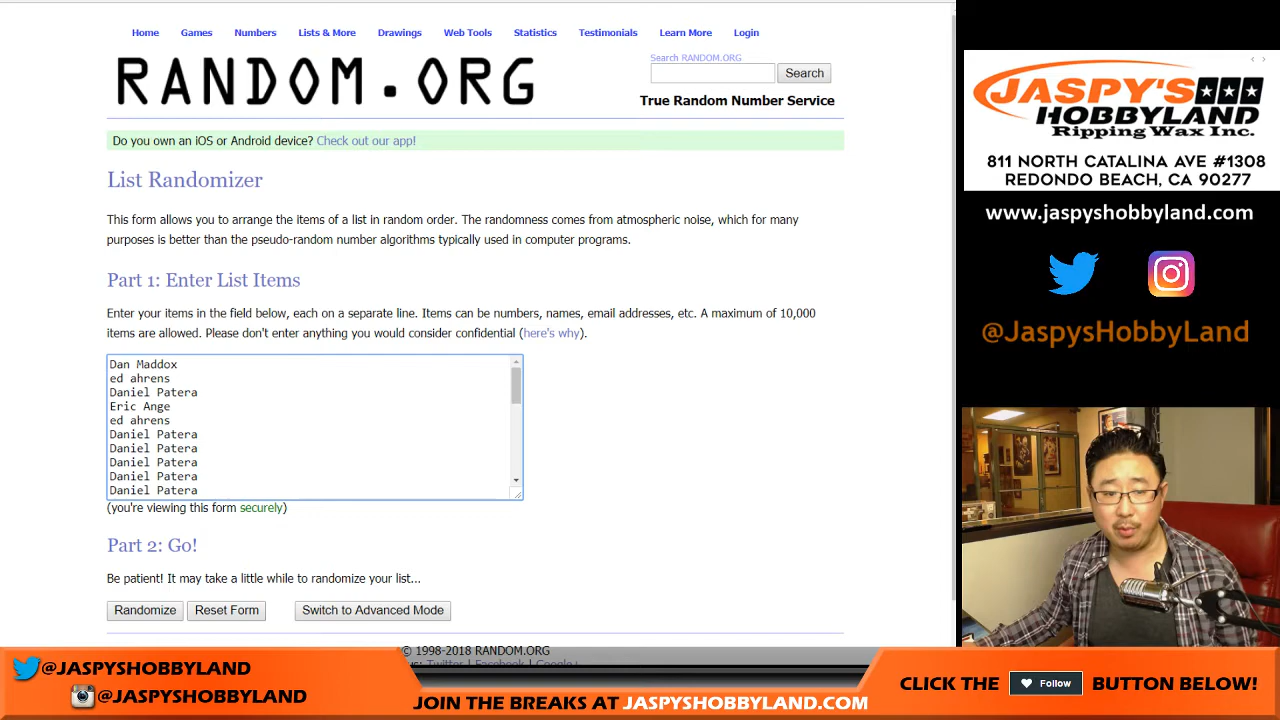 Home Games Numbers Lists & More Drawings Web Tools Statistics Testimonials Learn More Login
RANDOM.ORG
Search RANDOM.ORG
Search
True Random Number Service
Do you own an iOS or Android device? Check out our app!
List Randomizer
This form allows you to arrange the items of a list in random order. The randomness comes from atmospheric noise, which for many
purposes is better than the pseudo-random number algorithms typically used in computer programs.
Part 1: Enter List Items
Enter your items in the field below, each on a separate line. Items can be numbers, names, email addresses, etc. A maximum of 10,000
items are allowed. Please don't enter anything you would consider confidential (here's why).
Dan Maddox
ed ahrens
Daniel Patera
Eric Ange
ed ahrens
Daniel Patera
Daniel Patera
Daniel Patera
Daniel Patera
Daniel Patera
(you're viewing this form securely)
Part 2: Go!
Be patient! It may take a little while to randomize your list...
Randomize Reset Form Switch to Advanced Mode
© 1998-2018 RANDOM.ORG
Twitter | Facebook | Google+
JASPY'S
HOBBYLAND
Ripping Wax Inc.
811 NORTH CATALINA AVE #1308
REDONDO BEACH, CA 90277
www.jaspyshobbyland.com
@JaspysHobbyLand
@JASPYSHOBBYLAND
@JASPYSHOBBYLAND
JOIN THE BREAKS AT JASPYSHOBBYLAND.COM
CLICK THE Follow BUTTON BELOW!